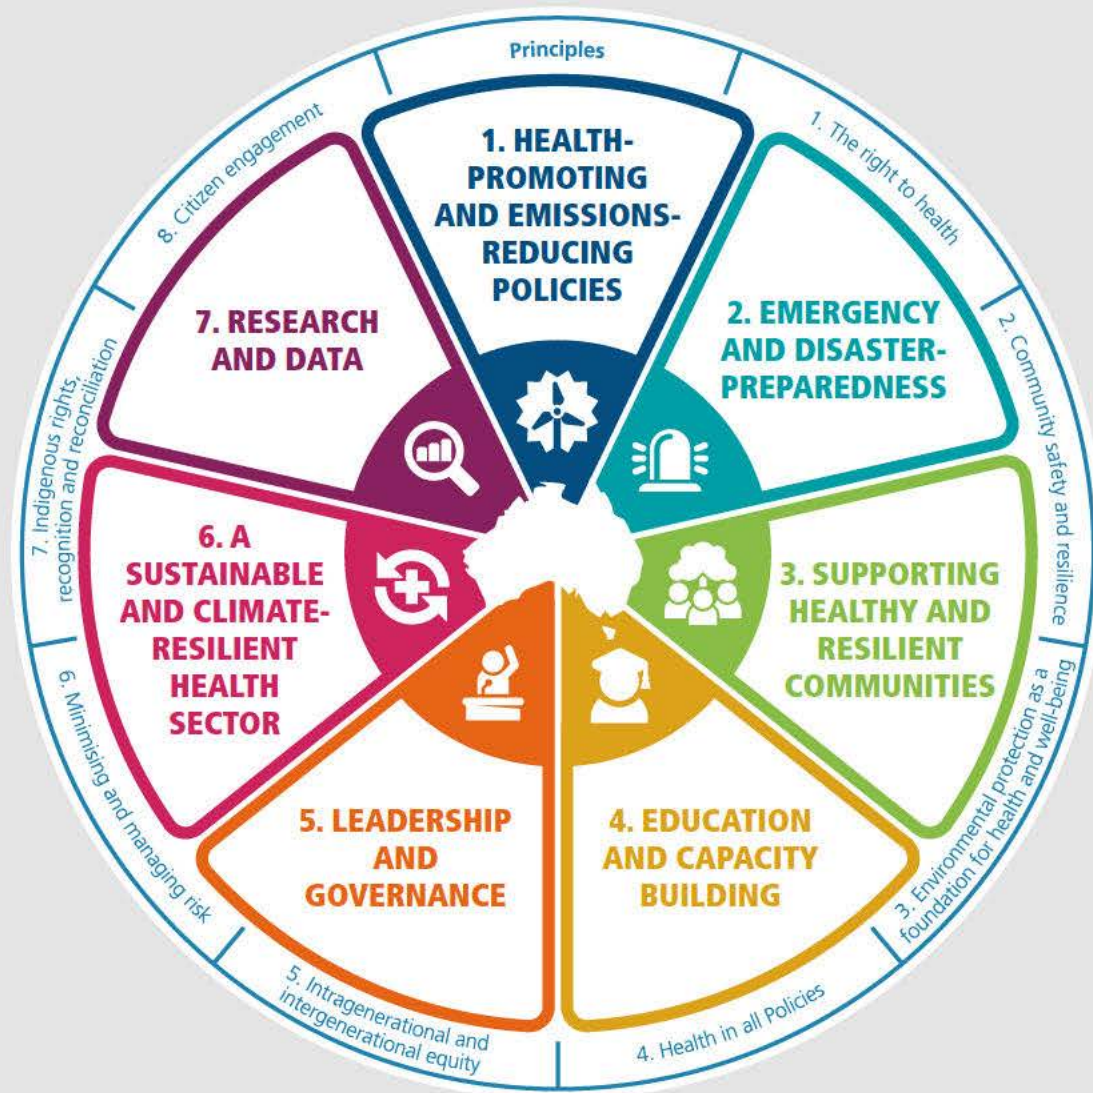 Principles
1. The right to health
2. Community safety and resilience
3. Environmental protection as a
foundation for health and well-being
4. Health in all Policies
5. Intragenerational and
intergenerational equity
6. Minimising and managing risk
7. Indigenous rights,
recognition and reconciliation
8. Citizen engagement
1. HEALTH-
PROMOTING
AND EMISSIONS-
REDUCING
POLICIES
2. EMERGENCY
AND DISASTER-
PREPAREDNESS
3. SUPPORTING
HEALTHY AND
RESILIENT
COMMUNITIES
4. EDUCATION
AND CAPACITY
BUILDING
5. LEADERSHIP
AND
GOVERNANCE
6. A
SUSTAINABLE
AND CLIMATE-
RESILIENT
HEALTH
SECTOR
7. RESEARCH
AND DATA